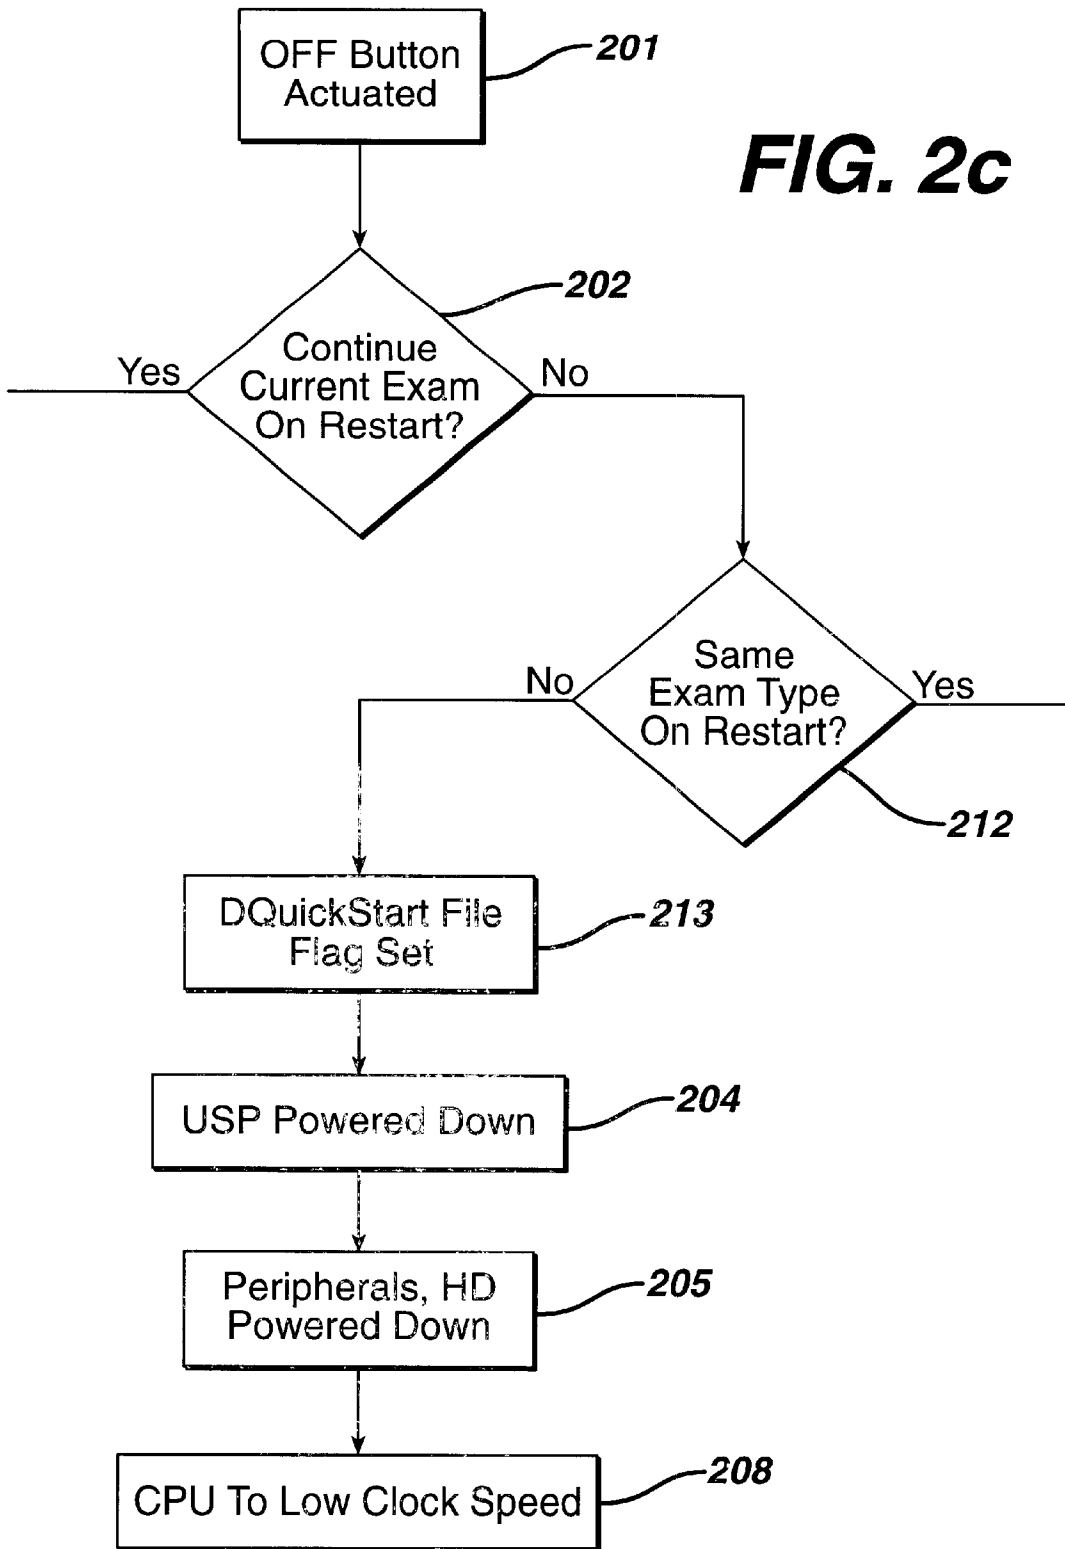 OFF Button
Actuated
201
FIG. 2c
202
Continue
Current Exam
On Restart?
Yes
No
Same
Exam Type
On Restart?
No
Yes
212
DQuickStart File
Flag Set
213
USP Powered Down
204
Peripherals, HD
Powered Down
205
CPU To Low Clock Speed
208